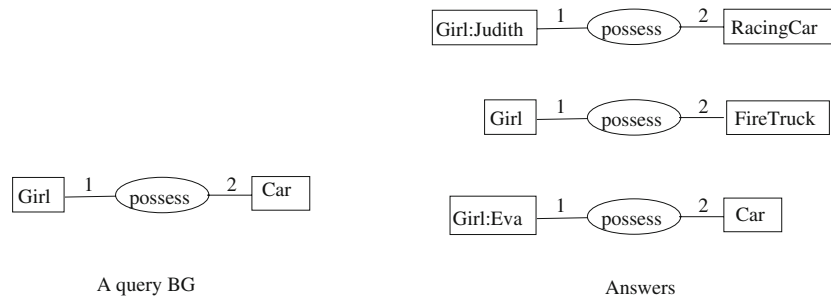 Girl 1 possess 2 Car
A query BG
Girl:Judith 1 possess 2 RacingCar
Girl 1 possess 2 FireTruck
Girl:Eva 1 possess 2 Car
Answers